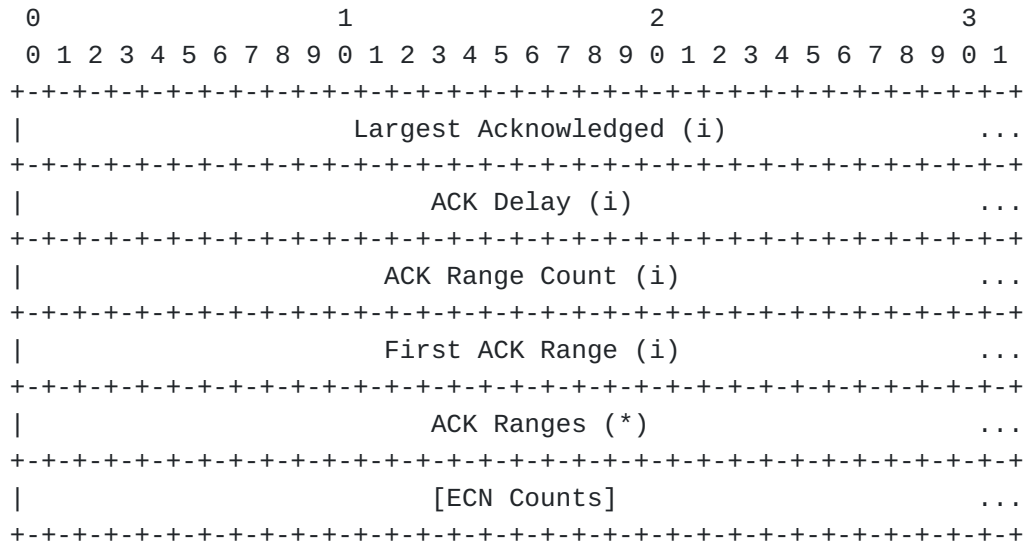 0                   1                   2                   3
 0 1 2 3 4 5 6 7 8 9 0 1 2 3 4 5 6 7 8 9 0 1 2 3 4 5 6 7 8 9 0 1
+-+-+-+-+-+-+-+-+-+-+-+-+-+-+-+-+-+-+-+-+-+-+-+-+-+-+-+-+-+-+-+-+
|                     Largest Acknowledged (i)                ...
+-+-+-+-+-+-+-+-+-+-+-+-+-+-+-+-+-+-+-+-+-+-+-+-+-+-+-+-+-+-+-+-+
|                          ACK Delay (i)                      ...
+-+-+-+-+-+-+-+-+-+-+-+-+-+-+-+-+-+-+-+-+-+-+-+-+-+-+-+-+-+-+-+-+
|                       ACK Range Count (i)                   ...
+-+-+-+-+-+-+-+-+-+-+-+-+-+-+-+-+-+-+-+-+-+-+-+-+-+-+-+-+-+-+-+-+
|                       First ACK Range (i)                   ...
+-+-+-+-+-+-+-+-+-+-+-+-+-+-+-+-+-+-+-+-+-+-+-+-+-+-+-+-+-+-+-+-+
|                          ACK Ranges (*)                     ...
+-+-+-+-+-+-+-+-+-+-+-+-+-+-+-+-+-+-+-+-+-+-+-+-+-+-+-+-+-+-+-+-+
|                          [ECN Counts]                       ...
+-+-+-+-+-+-+-+-+-+-+-+-+-+-+-+-+-+-+-+-+-+-+-+-+-+-+-+-+-+-+-+-+